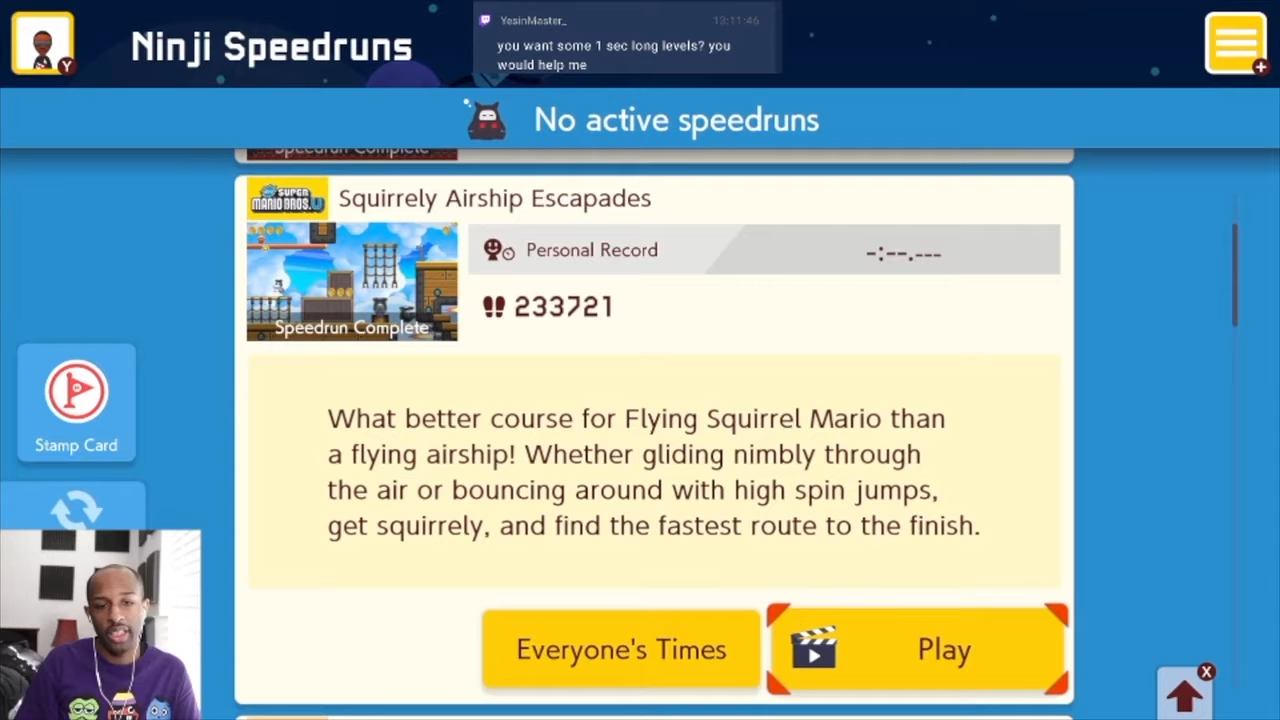 YesinMaster_ 13:11:46
you want some 1 sec long levels? you
would help me
Ninji Speedruns
Y
+
No active speedruns
Speedrun Complete
SUPER
MARIO BROS. U
Squirrely Airship Escapades
Personal Record -:--.---
233721
Speedrun Complete
What better course for Flying Squirrel Mario than
a flying airship! Whether gliding nimbly through
the air or bouncing around with high spin jumps,
get squirrely, and find the fastest route to the finish.
Stamp Card
Everyone's Times
Play
X